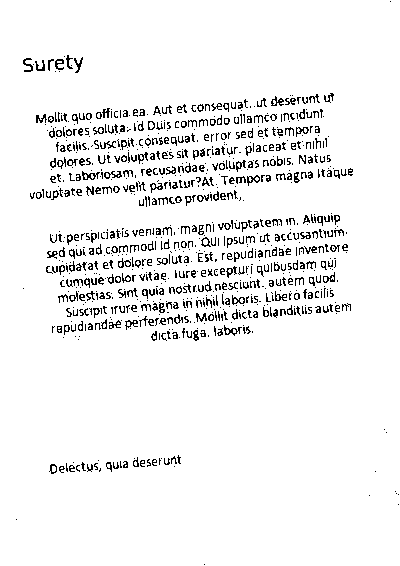 Surety
Mollit quo officia ea. Aut et consequat. ut deserunt ut
dolores soluta. Id Duis commodo ullamco incidunt
facilis. Suscipit consequat. error sed et tempora
dolores. Ut voluptates sit pariatur. placeat et nihil
et. Laboriosam, recusandae, voluptas nobis. Natus
voluptate Nemo velit pariatur?At. Tempora magna itaque
ullamco provident,
Ut perspiciatis veniam, magni voluptatem in. Aliquip
sed qui ad commodi id non. Qui Ipsum ut accusantium.
cupidatat et dolore soluta. Est, repudiandae inventore
cumque dolor vitae. Iure excepturi quibusdam qui
molestias. Sint quia nostrud nesciunt. autem quod.
Suscipit irure magna in nihil laboris. Libero facilis
repudiandae perferendis. Mollit dicta blanditiis autem
dicta fuga. laboris.
Delectus, quia deserunt